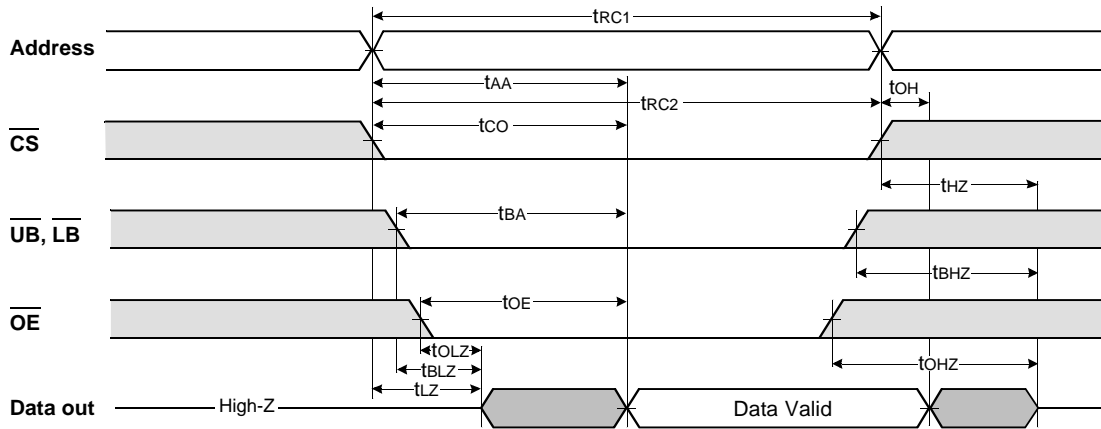 tRC1
Address
tAA
tOH
tRC2
tCO
CS
tHZ
tBA
UB, LB
tBHZ
tOE
OE
tOLZ
tBLZ
tOHZ
tLZ
Data out
High-Z
Data Valid